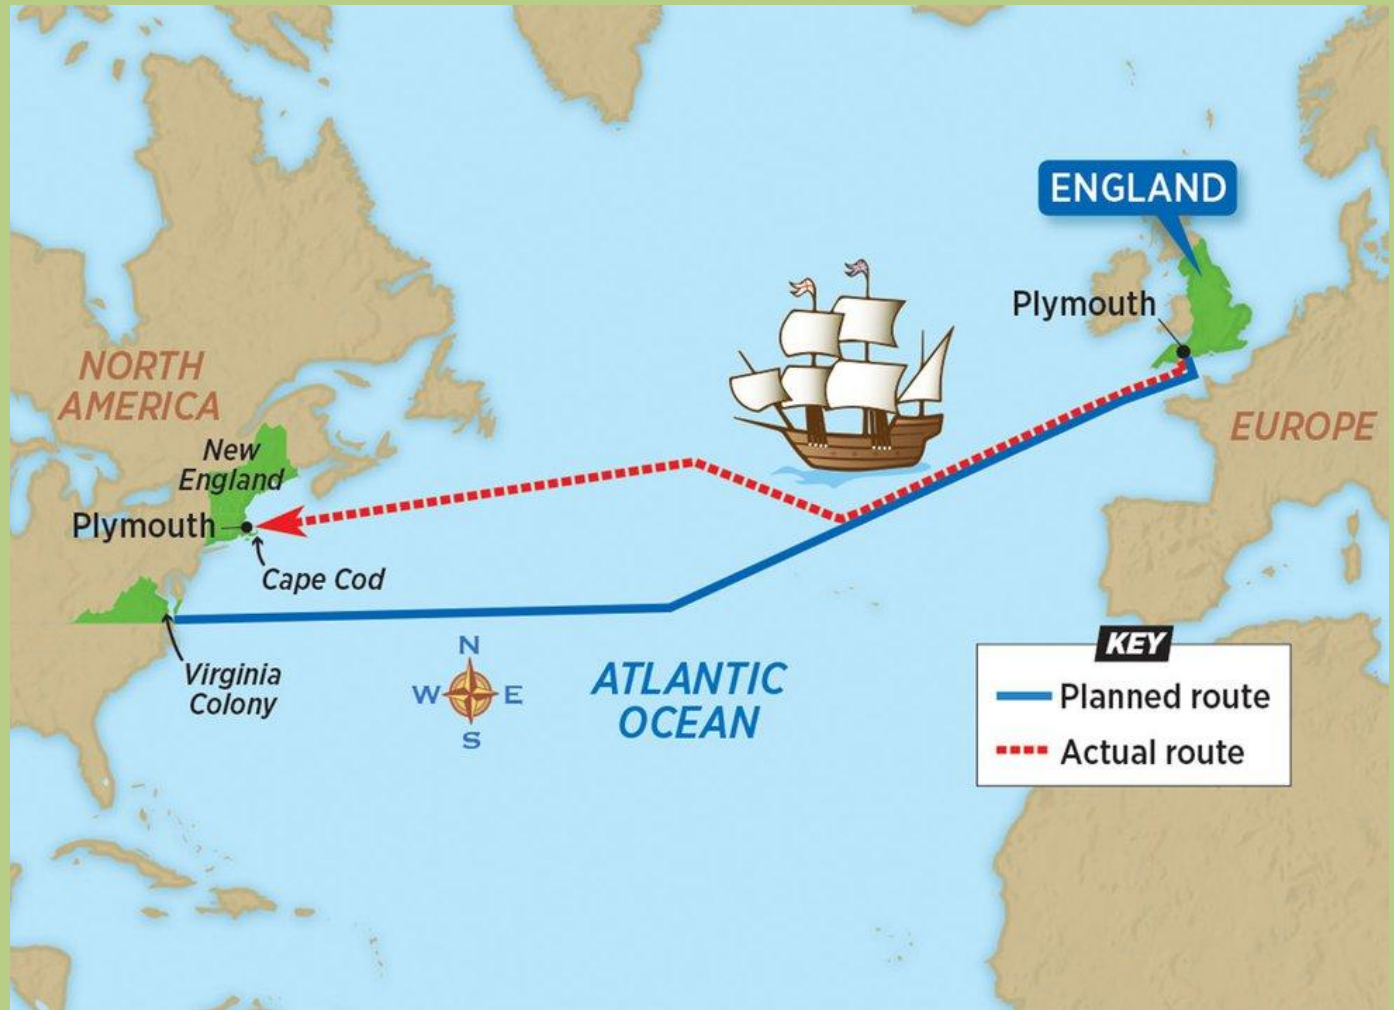 ENGLAND
Plymouth
NORTH
AMERICA
New
England
EUROPE
Plymouth
Cape Cod
Virginia
Colony
N
W E
S
ATLANTIC
OCEAN
KEY
Planned route
Actual route